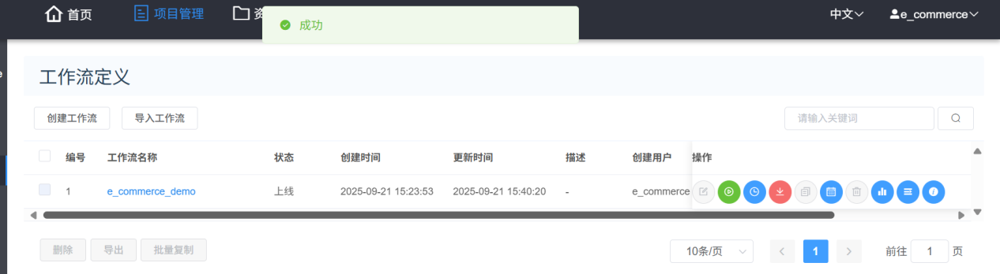 首页 项目管理 资 中文 e_commerce
成功
e
工作流定义
创建工作流 导入工作流 请输入关键词
编号 工作流名称 状态 创建时间 更新时间 描述 创建用户 操作
1 e_commerce_demo 上线 2025-09-21 15:23:53 2025-09-21 15:40:20 - e_commerce
删除 导出 批量复制 10条/页 1 前往 1 页